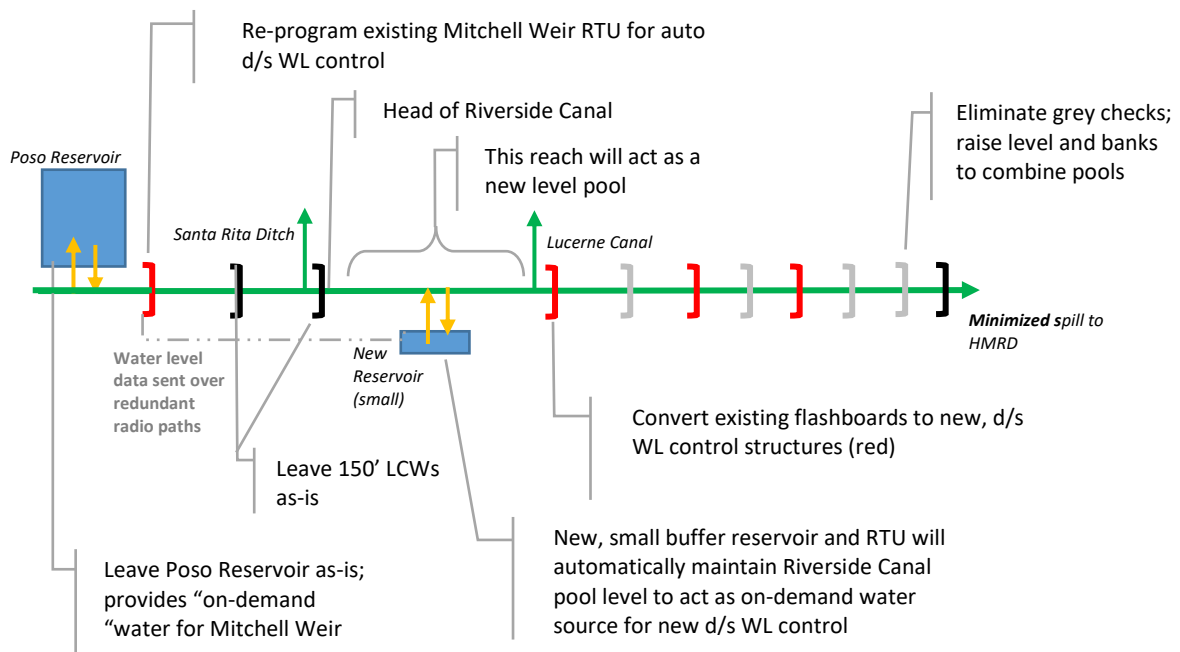 Re-program existing Mitchell Weir RTU for auto
d/s WL control
Head of Riverside Canal
This reach will act as a
new level pool
Eliminate grey checks;
raise level and banks
to combine pools
Poso Reservoir
Santa Rita Ditch
Lucerne Canal
Minimized spill to
HMRD
Water level
data sent over
redundant
radio paths
New
Reservoir
(small)
Convert existing flashboards to new, d/s
WL control structures (red)
Leave 150’ LCWs
as-is
New, small buffer reservoir and RTU will
automatically maintain Riverside Canal
pool level to act as on-demand water
source for new d/s WL control
Leave Poso Reservoir as-is;
provides “on-demand
“water for Mitchell Weir